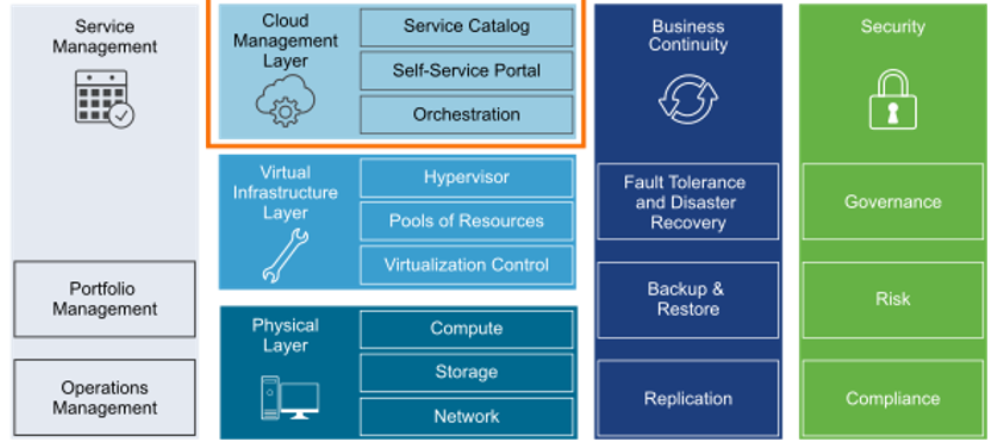 Service
Management
Portfolio
Management
Operations
Management
Cloud
Management
Layer
Service Catalog
Self-Service Portal
Orchestration
Virtual
Infrastructure
Layer
Hypervisor
Pools of Resources
Virtualization Control
Physical
Layer
Compute
Storage
Network
Business
Continuity
Fault Tolerance
and Disaster
Recovery
Backup &
Restore
Replication
Security
Governance
Risk
Compliance